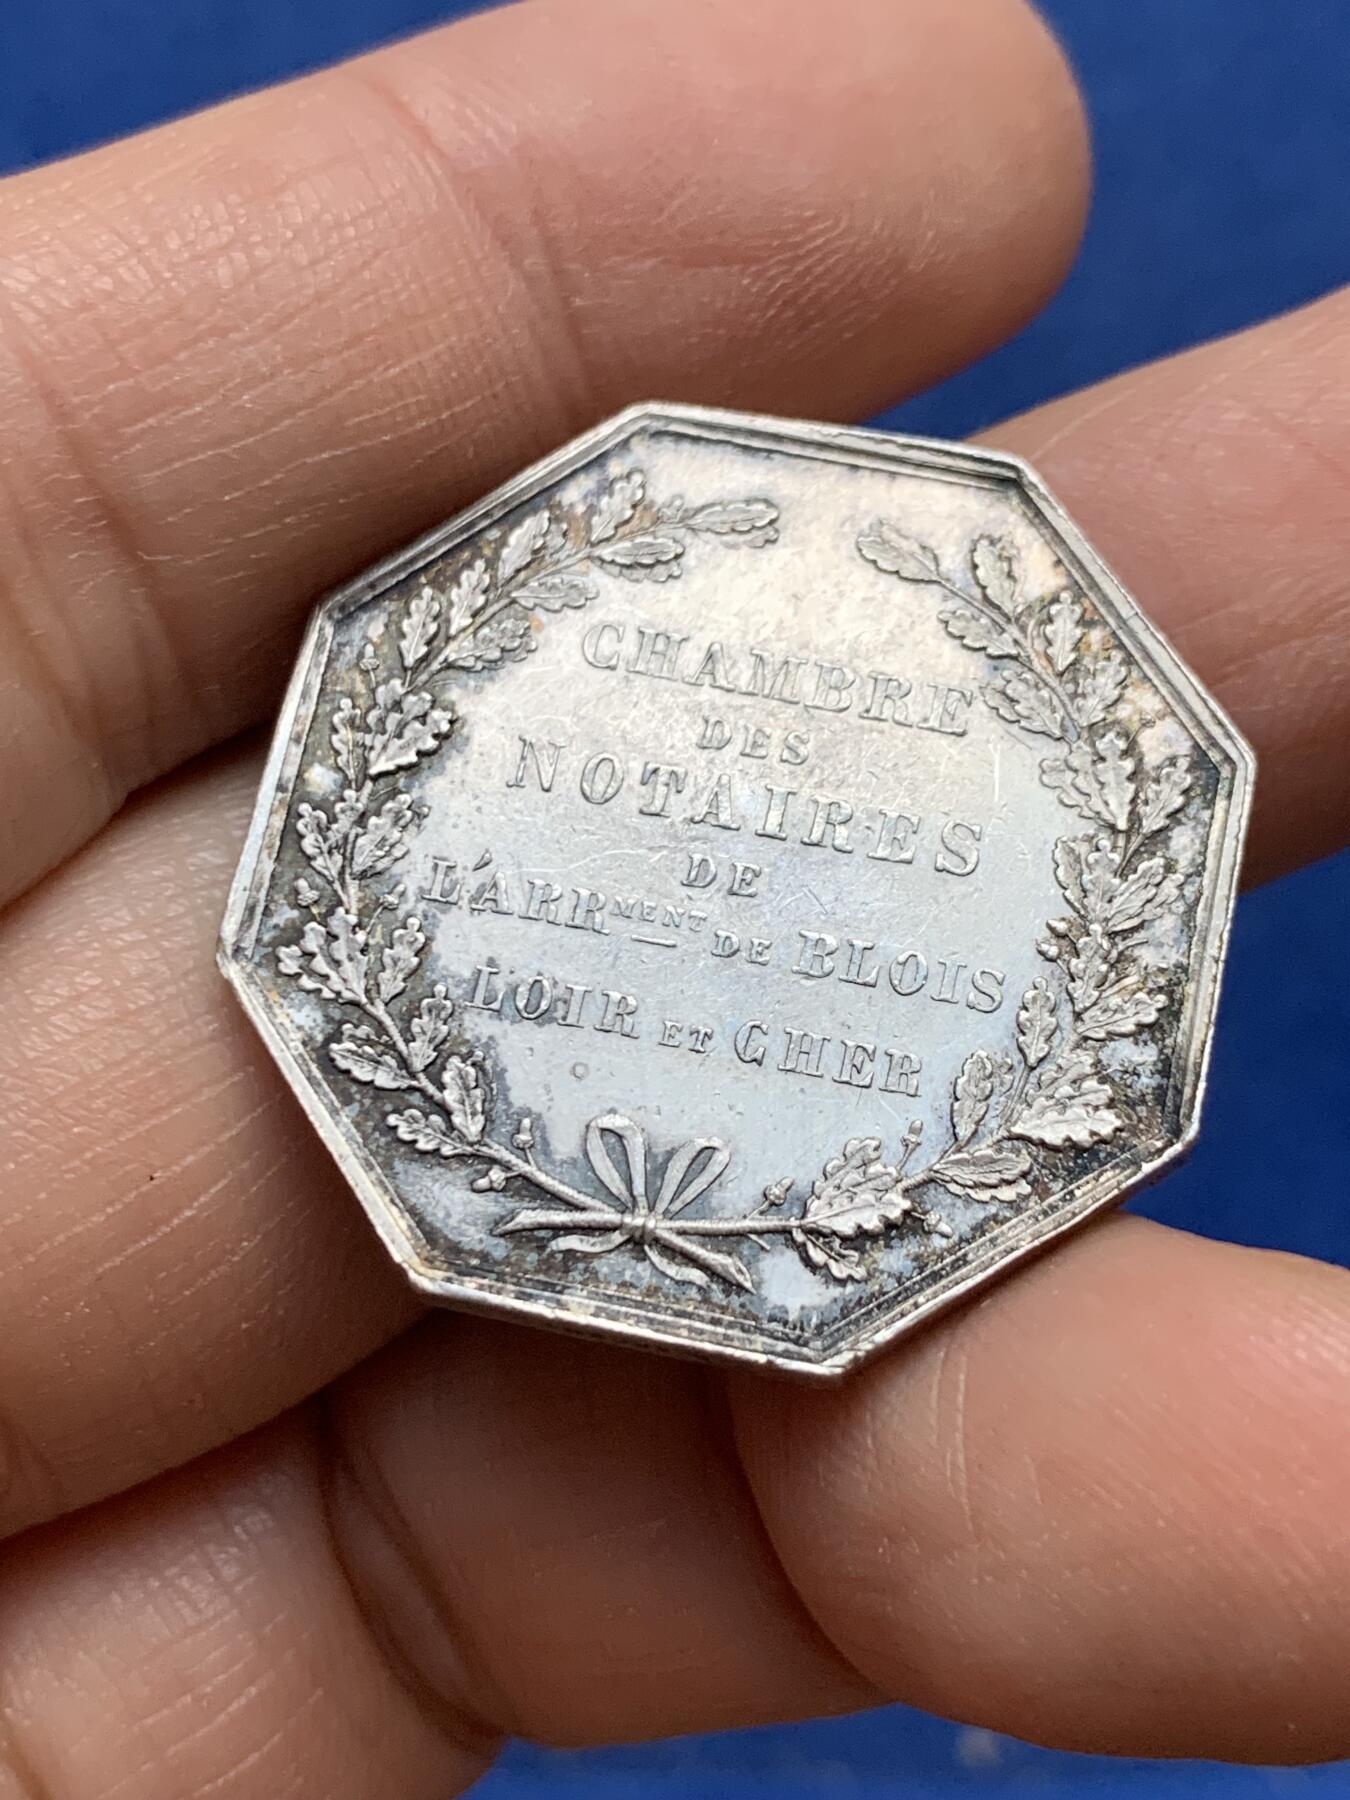 CHAMBRE
DES
NOTAIRES
DE
L'ARRMENT DE BLOIS
LOIR ET CHER